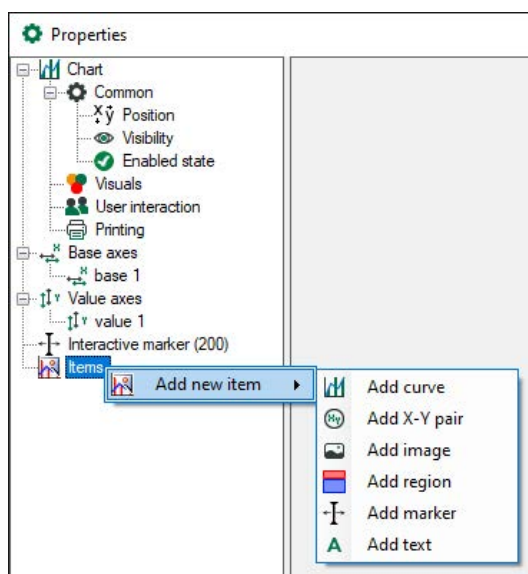 Properties
Chart
Common
Position
Visibility
Enabled state
Visuals
User interaction
Printing
Base axes
base 1
Value axes
value 1
Interactive marker (200)
Items
Add new item
Add curve
Add X-Y pair
Add image
Add region
Add marker
Add text